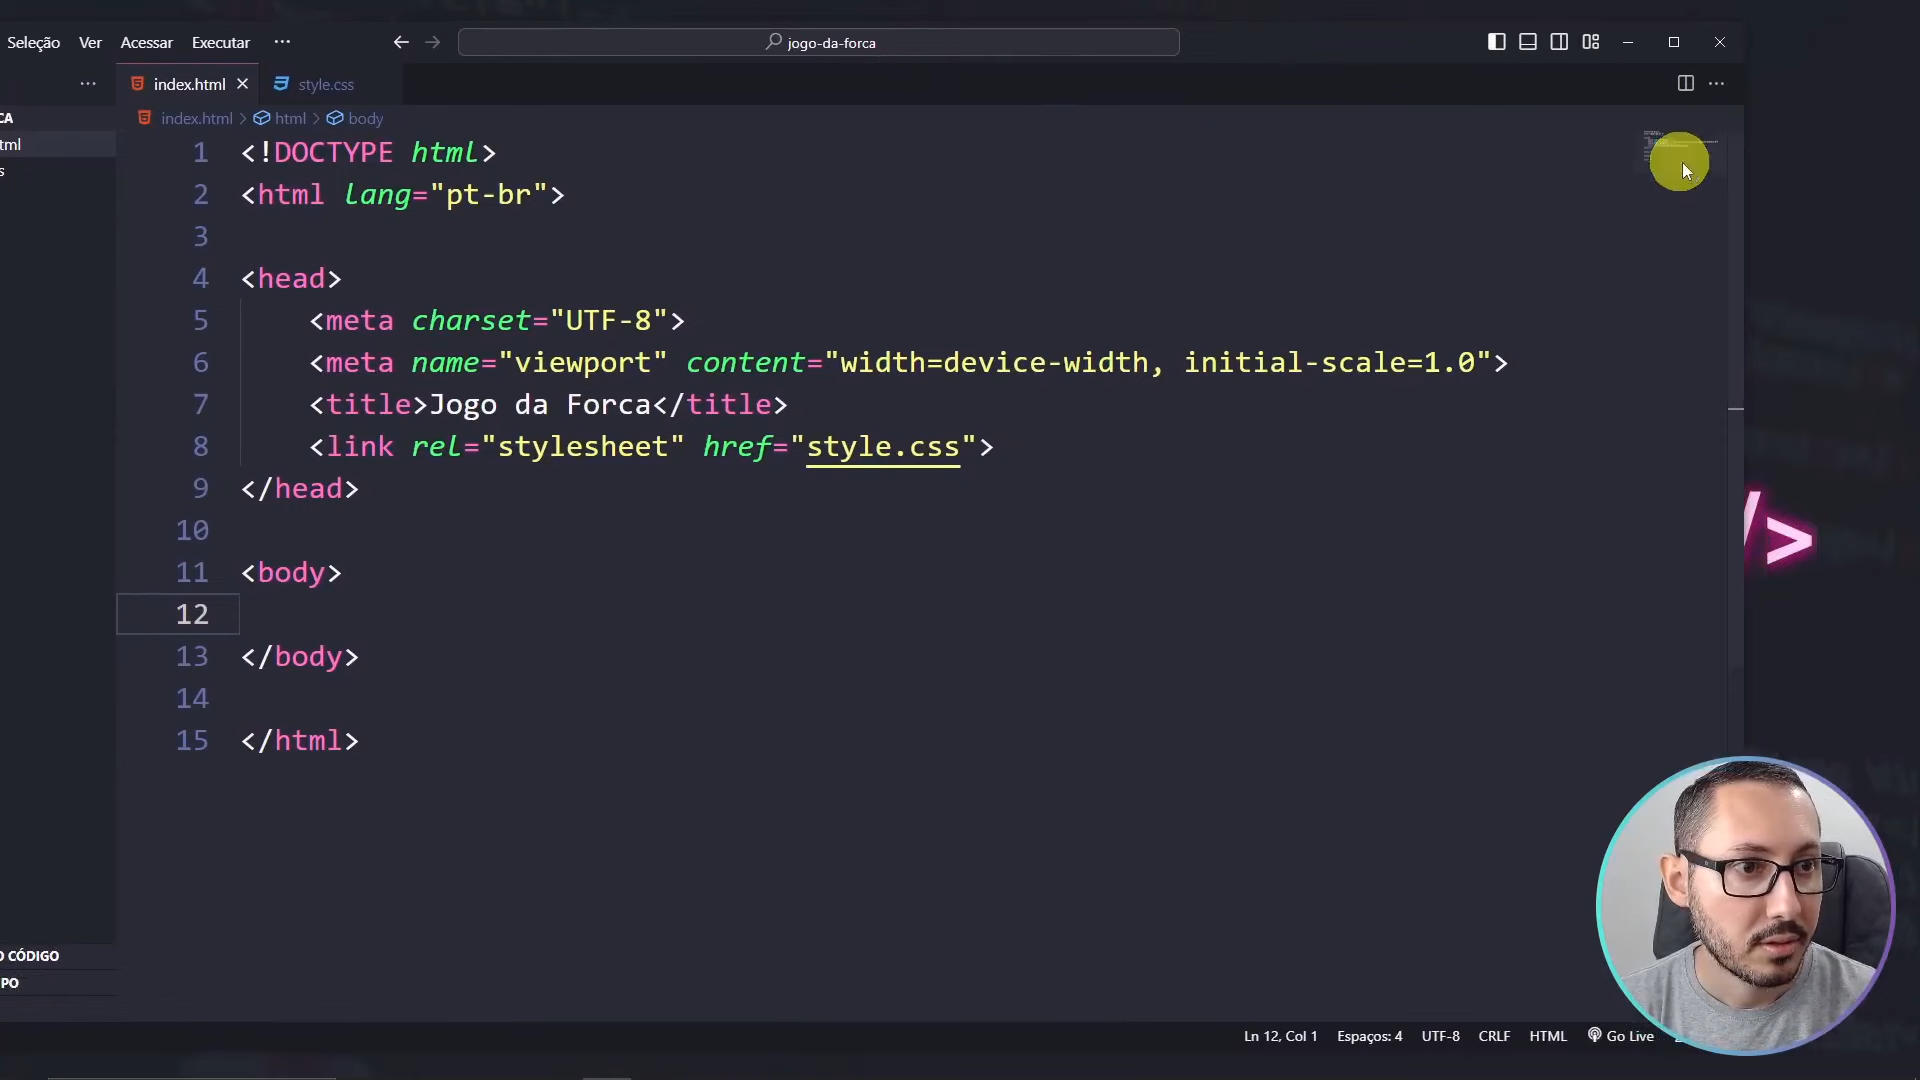 Seleção Ver Acessar Executar ···
jogo-da-forca
index.html
style.css
CA
index.html > html > body
tml
s
1 <!DOCTYPE html>
2 <html lang="pt-br">
3
4 <head>
5 <meta charset="UTF-8">
6 <meta name="viewport" content="width=device-width, initial-scale=1.0">
7 <title>Jogo da Forca</title>
8 <link rel="stylesheet" href="style.css">
9 </head>
10
11 <body>
12
13 </body>
14
15 </html>
/>
O CÓDIGO
PO
Ln 12, Col 1 Espaços: 4 UTF-8 CRLF HTML Go Live